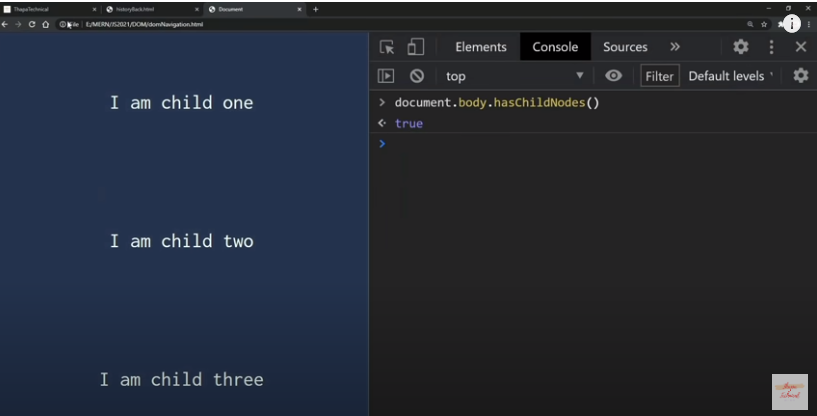 ThapaTechnical
historyBack.html
Document
File | E:/MERN/JS2021/DOM/domNavigation.html
Elements Console Sources »
top Filter Default levels
I am child one
I am child two
I am child three
> document.body.hasChildNodes()
true
>